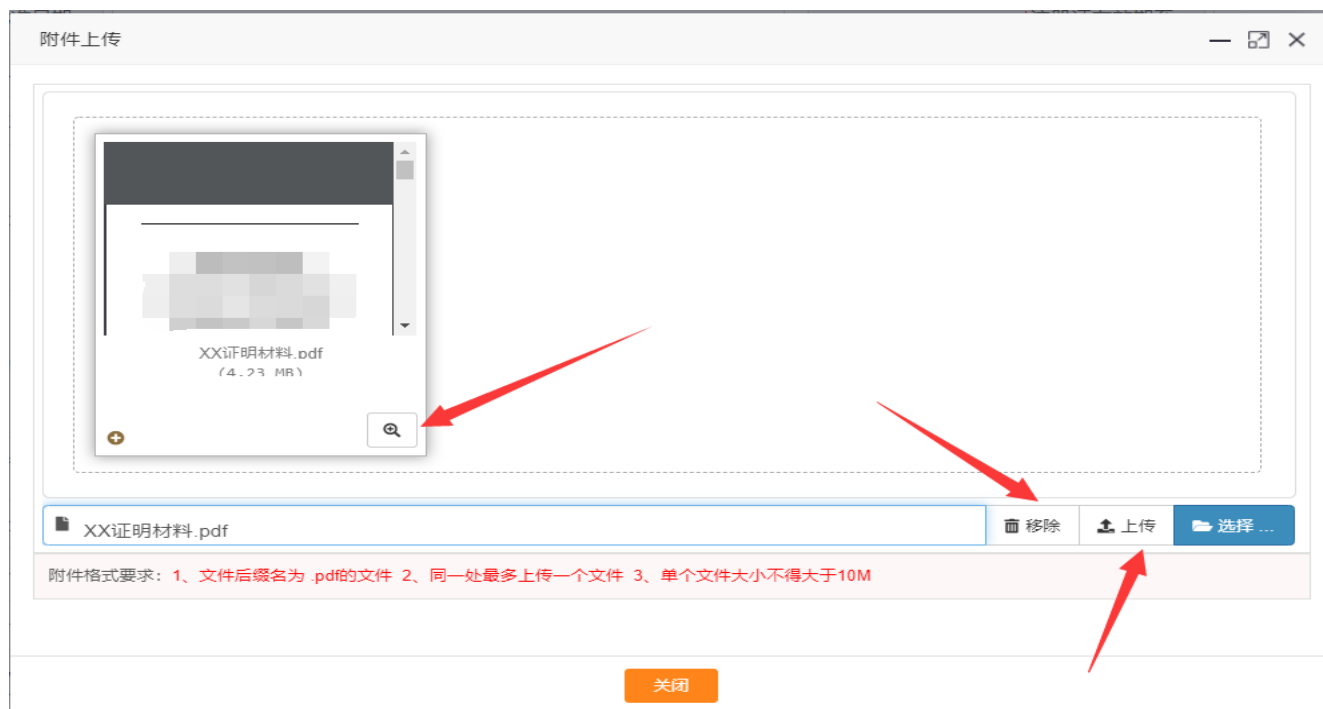 附件上传
XX证明材料.pdf
(4.23 MB)
XX证明材料.pdf
移除
上传
选择 ...
附件格式要求：1、文件后缀名为 .pdf的文件 2、同一处最多上传一个文件 3、单个文件大小不得大于10M
关闭